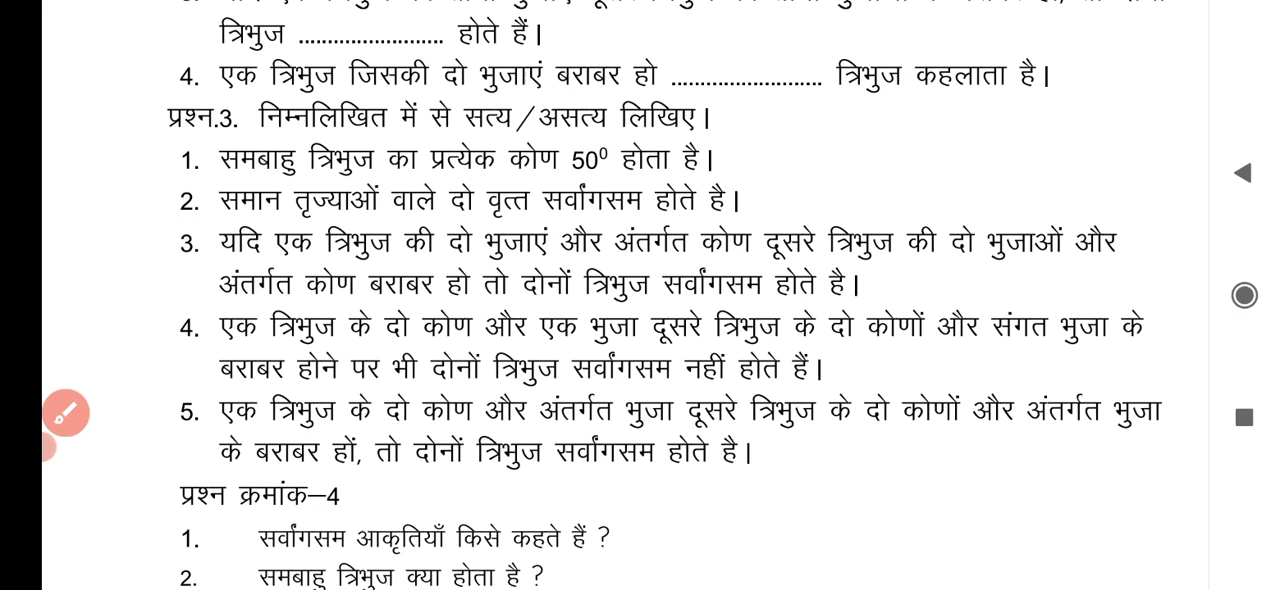 त्रिभुज ......................... होते हैं।
4. एक त्रिभुज जिसकी दो भुजाएं बराबर हो .......................... त्रिभुज कहलाता है।
प्रश्न.3. निम्नलिखित में से सत्य/असत्य लिखिए।
1. समबाहु त्रिभुज का प्रत्येक कोण 50⁰ होता है।
2. समान तृज्याओं वाले दो वृत्त सर्वांगसम होते है।
3. यदि एक त्रिभुज की दो भुजाएं और अंतर्गत कोण दूसरे त्रिभुज की दो भुजाओं और
अंतर्गत कोण बराबर हो तो दोनों त्रिभुज सर्वांगसम होते है।
4. एक त्रिभुज के दो कोण और एक भुजा दूसरे त्रिभुज के दो कोणों और संगत भुजा के
बराबर होने पर भी दोनों त्रिभुज सर्वांगसम नहीं होते हैं।
5. एक त्रिभुज के दो कोण और अंतर्गत भुजा दूसरे त्रिभुज के दो कोणों और अंतर्गत भुजा
के बराबर हों, तो दोनों त्रिभुज सर्वांगसम होते है।
प्रश्न क्रमांक–4
1. सर्वांगसम आकृतियाँ किसे कहते हैं ?
2. समबाहु त्रिभुज क्या होता है ?